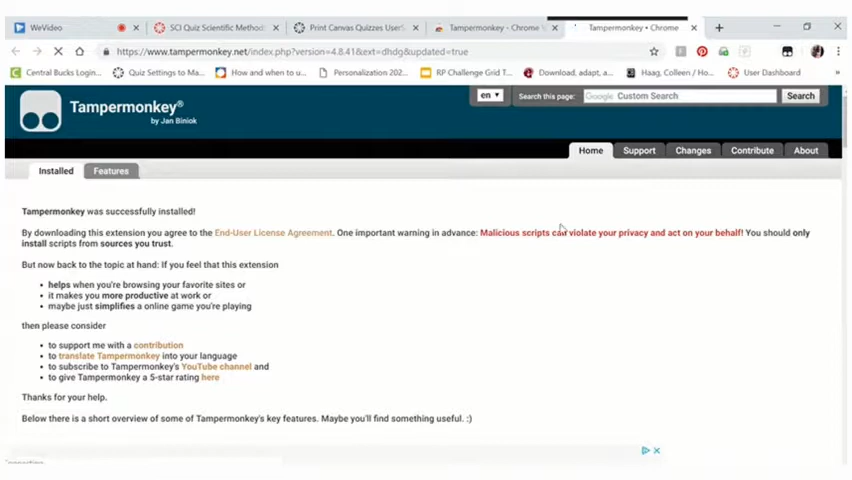 WeVideo
SCI Quiz Scientific Method:
Print Canvas Quizzes UserS
Tampermonkey - Chrome
Tampermonkey • Chrome
https://www.tampermonkey.net/index.php?version=4.8.41&ext=dhdg&updated=true
Central Bucks Login...
Quiz Settings to Ma...
How and when to u...
Personalization 202...
RP Challenge Grid T...
Download, adapt, a...
Haag, Colleen / Ho...
User Dashboard
»
Tampermonkey®
by Jan Biniok
en
Search this page:
Google Custom Search
Search
Home
Support
Changes
Contribute
About
Installed
Features
Tampermonkey was successfully installed!
By downloading this extension you agree to the End-User License Agreement. One important warning in advance: Malicious scripts can violate your privacy and act on your behalf! You should only
install scripts from sources you trust.
But now back to the topic at hand: If you feel that this extension
• helps when you're browsing your favorite sites or
• it makes you more productive at work or
• maybe just simplifies a online game you're playing
then please consider
• to support me with a contribution
• to translate Tampermonkey into your language
• to subscribe to Tampermonkey's YouTube channel and
• to give Tampermonkey a 5-star rating here
Thanks for your help.
Below there is a short overview of some of Tampermonkey's key features. Maybe you'll find something useful. :)